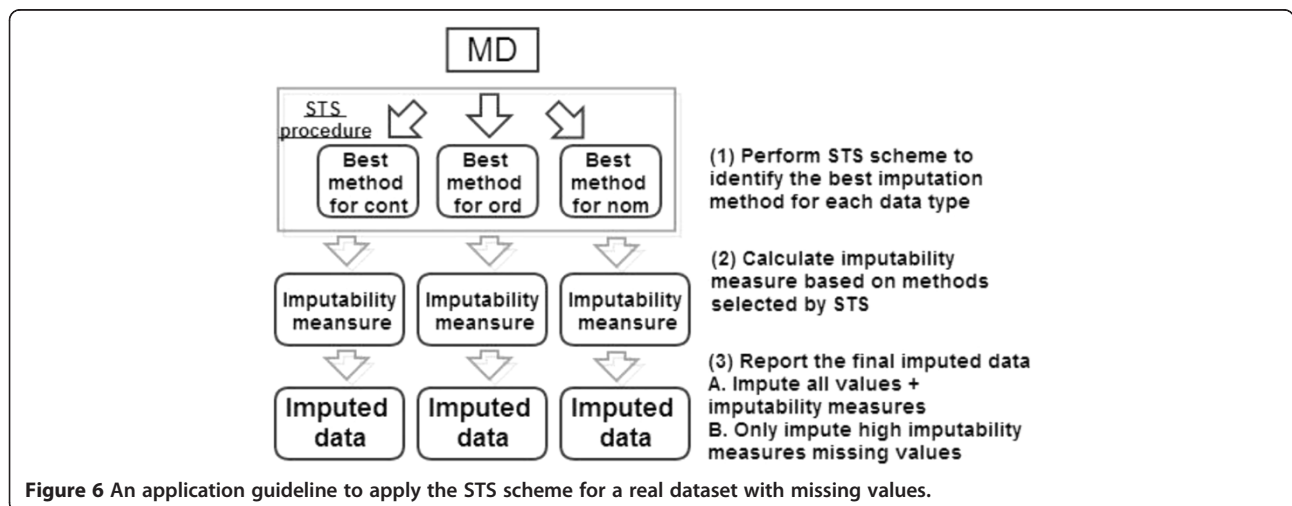 MD
STS
procedure
Best
method
for cont
Best
method
for ord
Best
method
for nom
(1) Perform STS scheme to
identify the best imputation
method for each data type
Imputability
meansure
Imputability
meansure
Imputability
meansure
(2) Calculate imputability
measure based on methods
selected by STS
Imputed
data
Imputed
data
Imputed
data
(3) Report the final imputed data
A. Impute all values +
imputability measures
B. Only impute high imputability
measures missing values
Figure 6 An application guideline to apply the STS scheme for a real dataset with missing values.